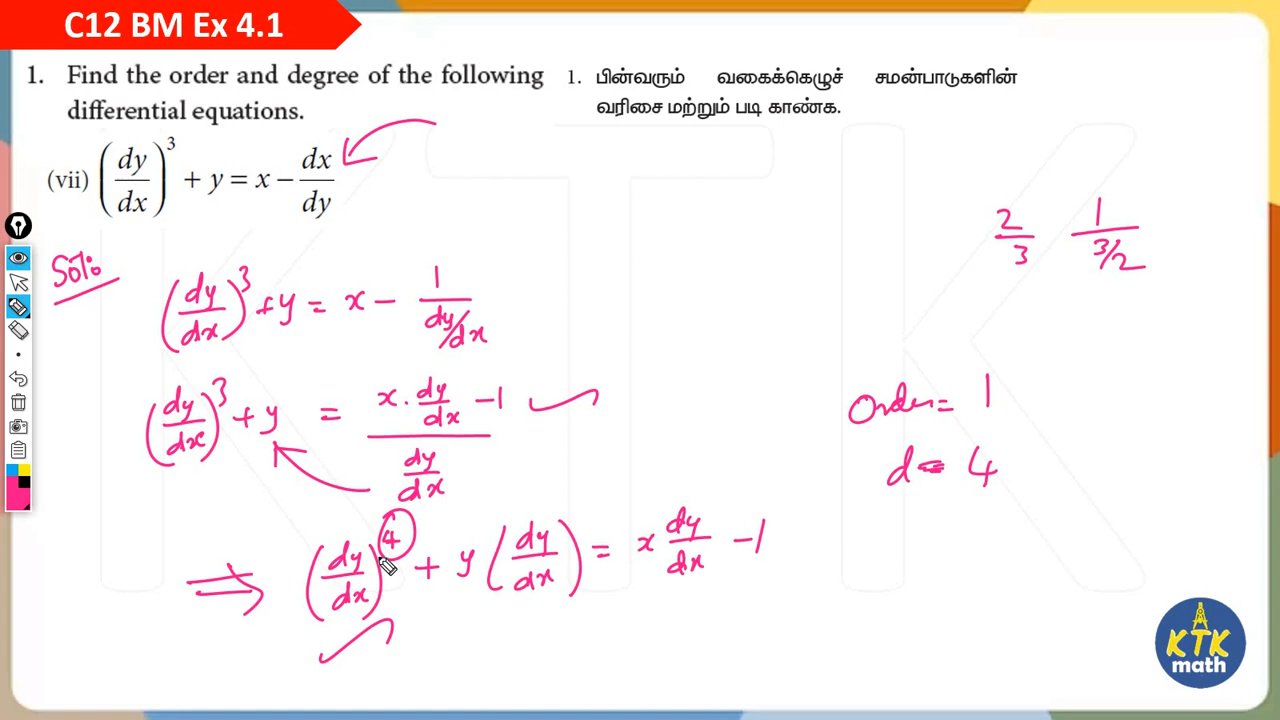 C12 BM Ex 4.1
1. Find the order and degree of the following
differential equations.
1. பின்வரும் வகைக்கெழுச் சமன்பாடுகளின்
வரிசை மற்றும் படி காண்க.
(vii) (dy/dx)³ + y = x − dx/dy
Sol:
2/3 1/(3/2)
(dy/dx)³ + y = x − 1/(dy/dx)
(dy/dx)³ + y = (x · dy/dx − 1)/(dy/dx)
Order = 1
d = 4
⇒ (dy/dx)⁴ + y (dy/dx) = x dy/dx − 1
KTK
math
KTK